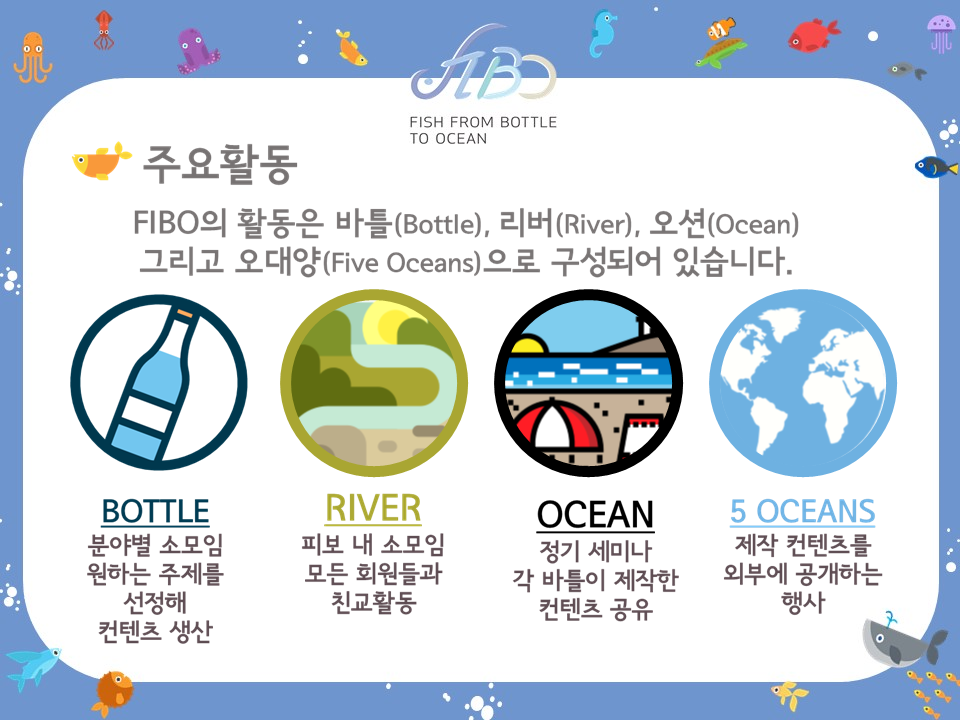 FIBO
FISH FROM BOTTLE
TO OCEAN
주요활동
FIBO의 활동은 바틀(Bottle), 리버(River), 오션(Ocean)
그리고 오대양(Five Oceans)으로 구성되어 있습니다.
BOTTLE
분야별 소모임
원하는 주제를
선정해
컨텐츠 생산
RIVER
피보 내 소모임
모든 회원들과
친교활동
OCEAN
정기 세미나
각 바틀이 제작한
컨텐츠 공유
5 OCEANS
제작 컨텐츠를
외부에 공개하는
행사